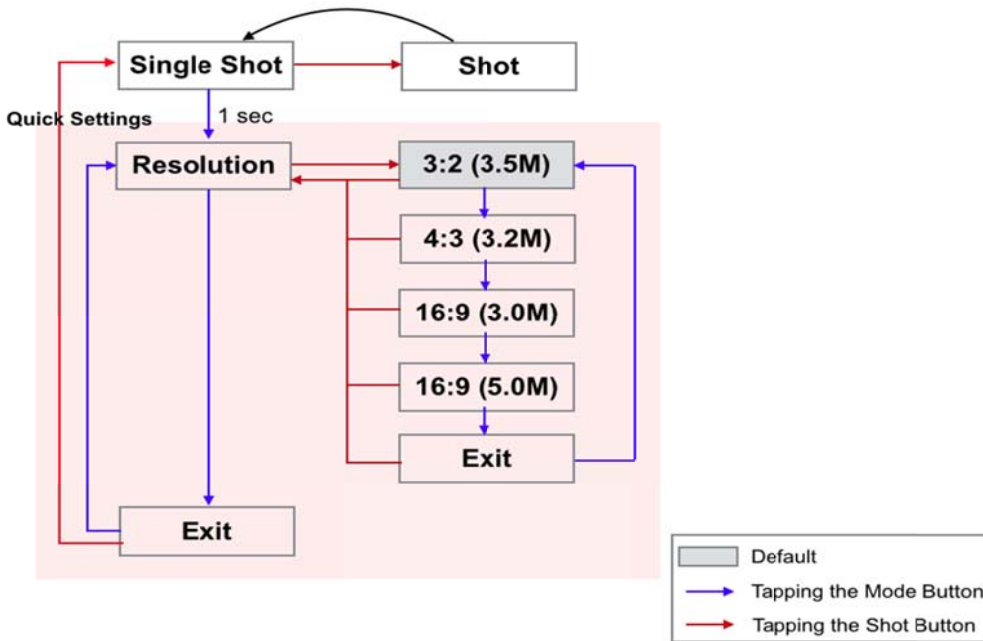 Single Shot
Shot
Quick Settings
1 sec
Resolution
3:2 (3.5M)
4:3 (3.2M)
16:9 (3.0M)
16:9 (5.0M)
Exit
Exit
Default
Tapping the Mode Button
Tapping the Shot Button